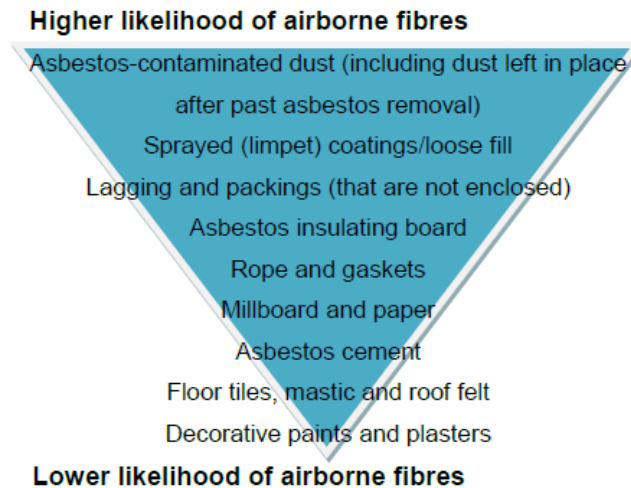 Higher likelihood of airborne fibres
Asbestos-contaminated dust (including dust left in place
after past asbestos removal)
Sprayed (limpet) coatings/loose fill
Lagging and packings (that are not enclosed)
Asbestos insulating board
Rope and gaskets
Millboard and paper
Asbestos cement
Floor tiles, mastic and roof felt
Decorative paints and plasters
Lower likelihood of airborne fibres